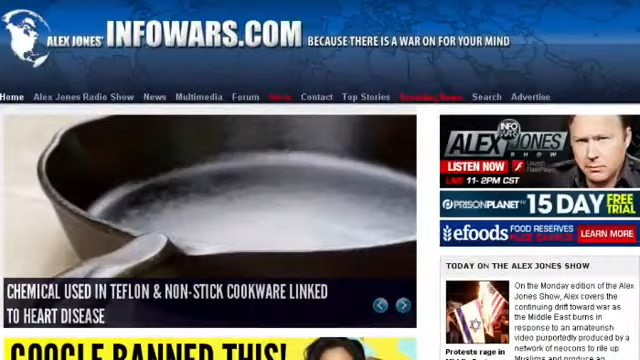 ALEX JONES' INFOWARS.COM BECAUSE THERE IS A WAR ON FOR YOUR MIND
Home Alex Jones Radio Show News Multimedia Forum Contact Top Stories Breaking News Search Advertise
INFO WARS
ALEX JONES
SHOW
LISTEN NOW Launch
LIVE 11-2PM CST
PRISONPLANET.TV 15 DAY FREE TRIAL
efoods FOOD RESERVES LEARN MORE
CHEMICAL USED IN TEFLON & NON-STICK COOKWARE LINKED
TO HEART DISEASE
GOOGLE BANNED THIS!
TODAY ON THE ALEX JONES SHOW
On the Monday edition of the Alex
Jones Show, Alex covers the
continuing drift toward war as
the Middle East burns in
response to an amateurish
video purportedly produced by a
network of neocons to rile up
Muslims and produce an
Protests rage in